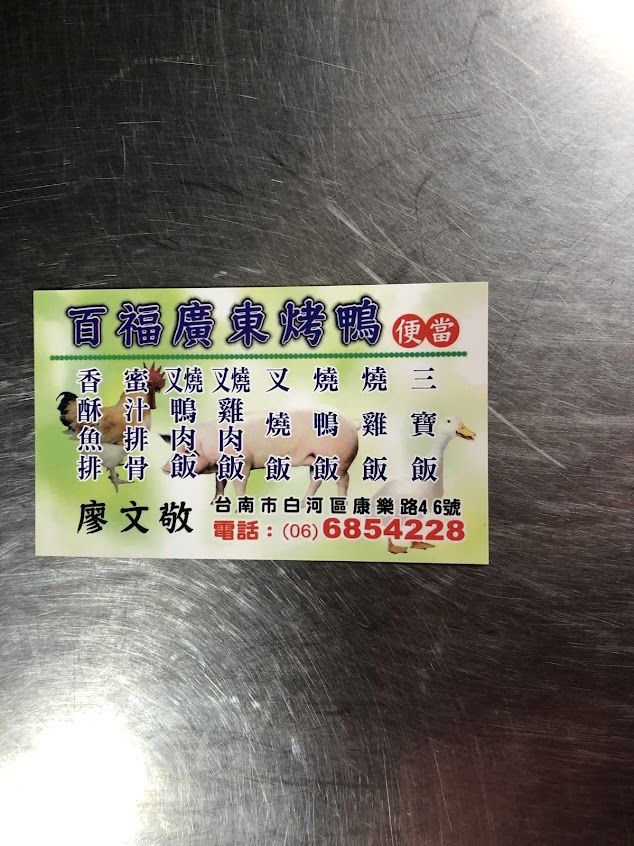 百福廣東烤鴨 便當
三寶飯
燒雞飯
燒鴨飯
叉燒飯
叉燒雞肉飯
叉燒鴨肉飯
蜜汁排骨
香酥魚排
廖文敬
台南市白河區康樂路46號
電話：(06)6854228